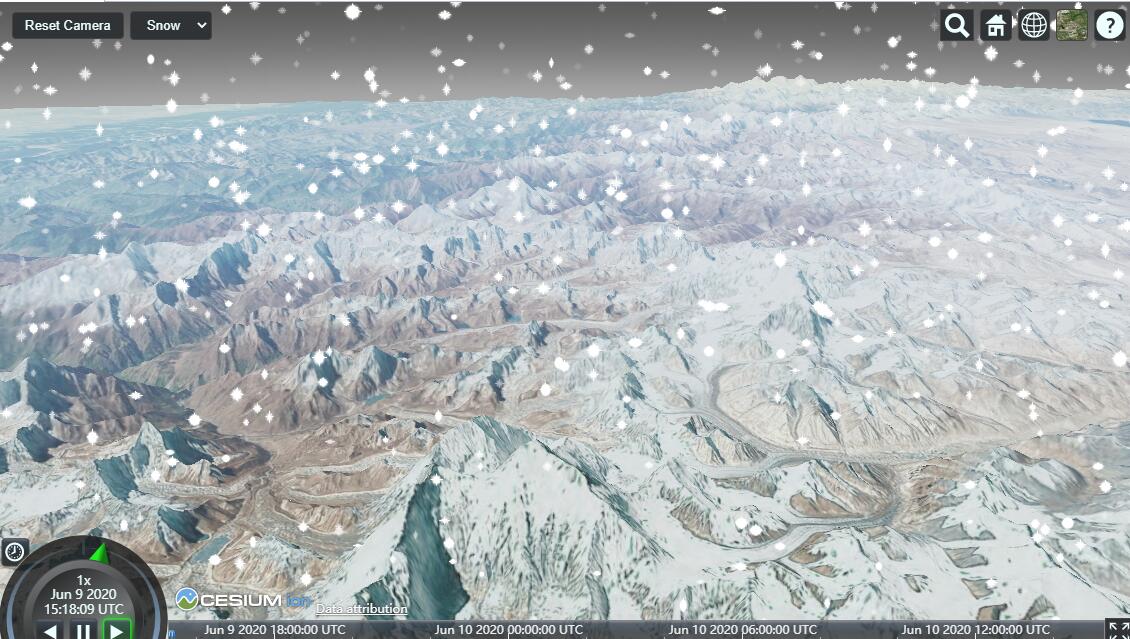 Reset Camera
Snow
?
1x
Jun 9 2020
15:18:09 UTC
CESIUM ion
Data attribution
Jun 9 2020 18:00:00 UTC
Jun 10 2020 00:00:00 UTC
Jun 10 2020 06:00:00 UTC
Jun 10 2020 12:00:00 UTC